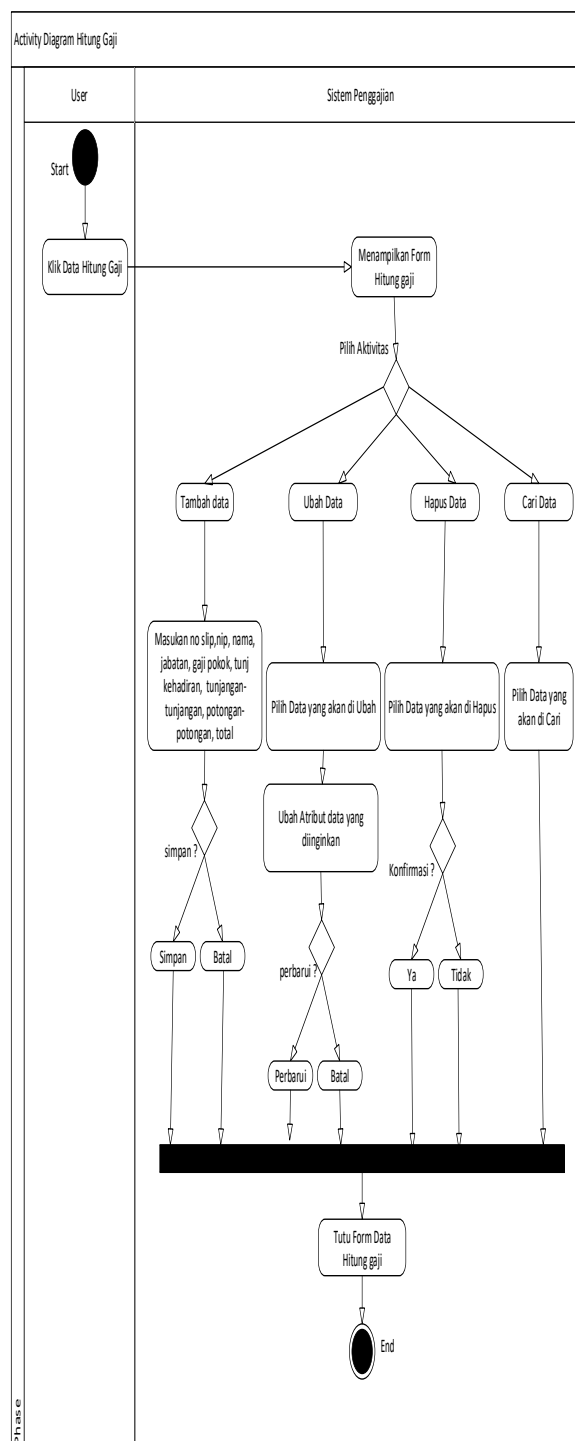 Activity Diagram Hitung Gaji
User
Sistem Penggajian
Start
Klik Data Hitung Gaji
Menampilkan Form
Hitung gaji
Pilih Aktivitas
Tambah data
Ubah Data
Hapus Data
Cari Data
Masukan no slip,nip, nama,
jabatan, gaji pokok, tunj
kehadiran, tunjangan-
tunjangan, potongan-
potongan, total
Pilih Data yang akan di Ubah
Pilih Data yang akan di Hapus
Pilih Data yang
akan di Cari
Ubah Atribut data yang
diinginkan
simpan ?
Konfirmasi ?
Simpan
Batal
perbarui ?
Ya
Tidak
Perbarui
Batal
Tutu Form Data
Hitung gaji
End
Phase